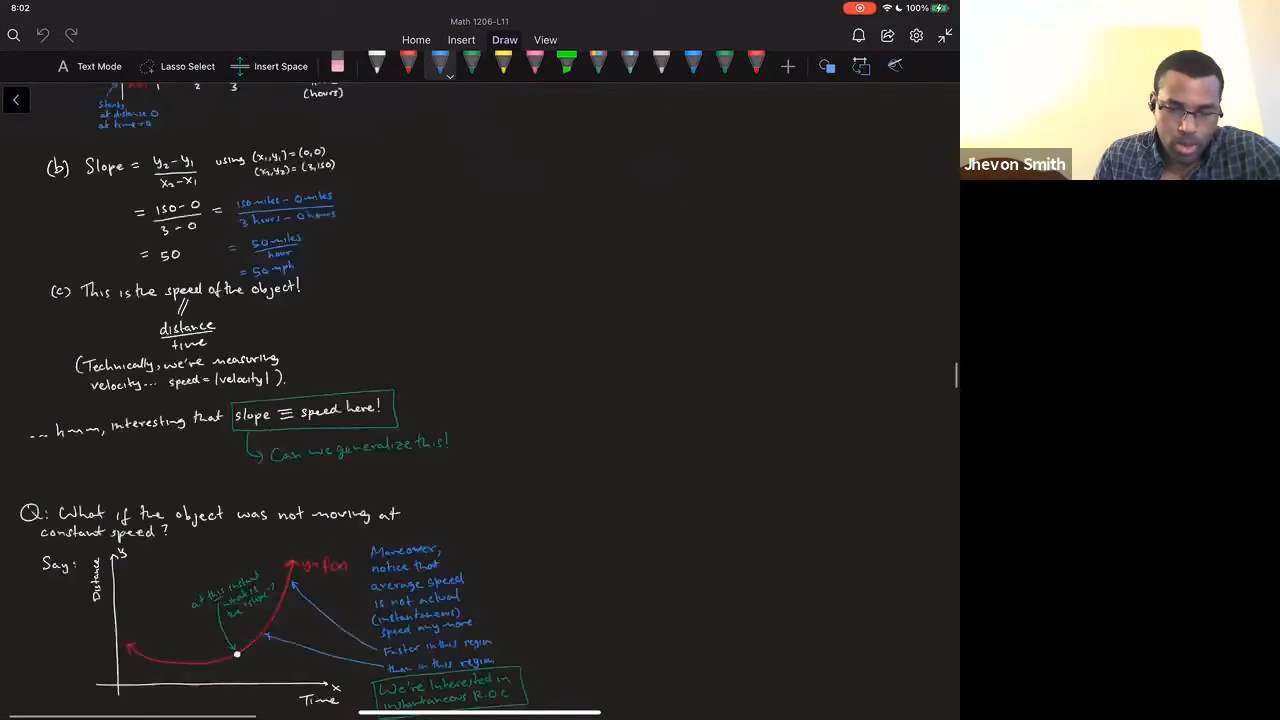 8:02
100%
Math 1206-L11
Home Insert Draw View
Text Mode Lasso Select Insert Space
1 2 3
(hours)
Starts
at distance 0
at time = 0
(b) Slope = y₂-y₁ / x₂-x₁ using (x₁,y₁) = (0,0)
(x₂,y₂) = (3,150)
= 150-0 / 3-0 = 150 miles - 0 miles / 3 hours - 0 hours
= 50 = 50 miles / hour
= 50 mph
(c) This is the speed of the object!
distance
time
(Technically, we're measuring
velocity... speed = |velocity|).
... hmm, interesting that slope ≡ speed here!
Can we generalize this!
Q: What if the object was not moving at
constant speed?
Say:
y
Distance
at this instant
what is
the "slope"?
y=f(x)
x
Time
Moreover,
notice that
average speed
is not actual
(instantaneous)
speed any more
Faster in this region
than in this region
We're interested in
instantaneous R.O.C
Jhevon Smith